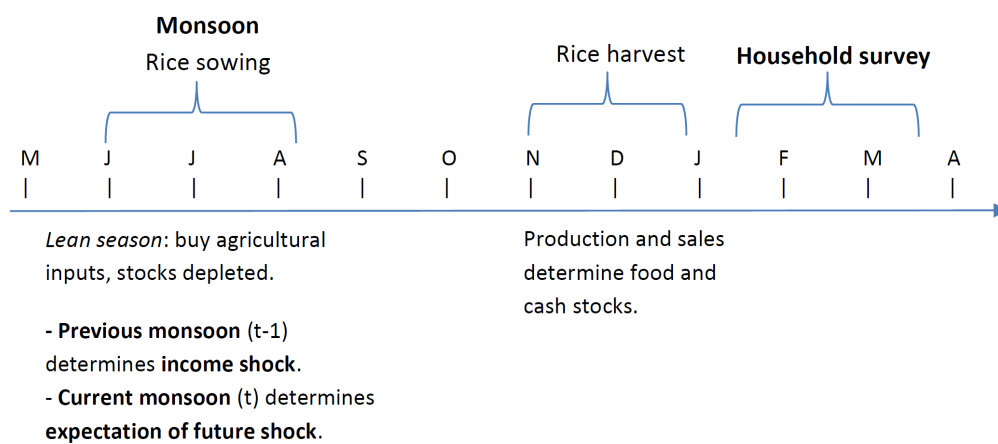 Monsoon
Rice sowing
Rice harvest
Household survey
M J J A S O N D J F M A
Lean season: buy agricultural
inputs, stocks depleted.
- Previous monsoon (t-1)
determines income shock.
- Current monsoon (t) determines
expectation of future shock.
Production and sales
determine food and
cash stocks.